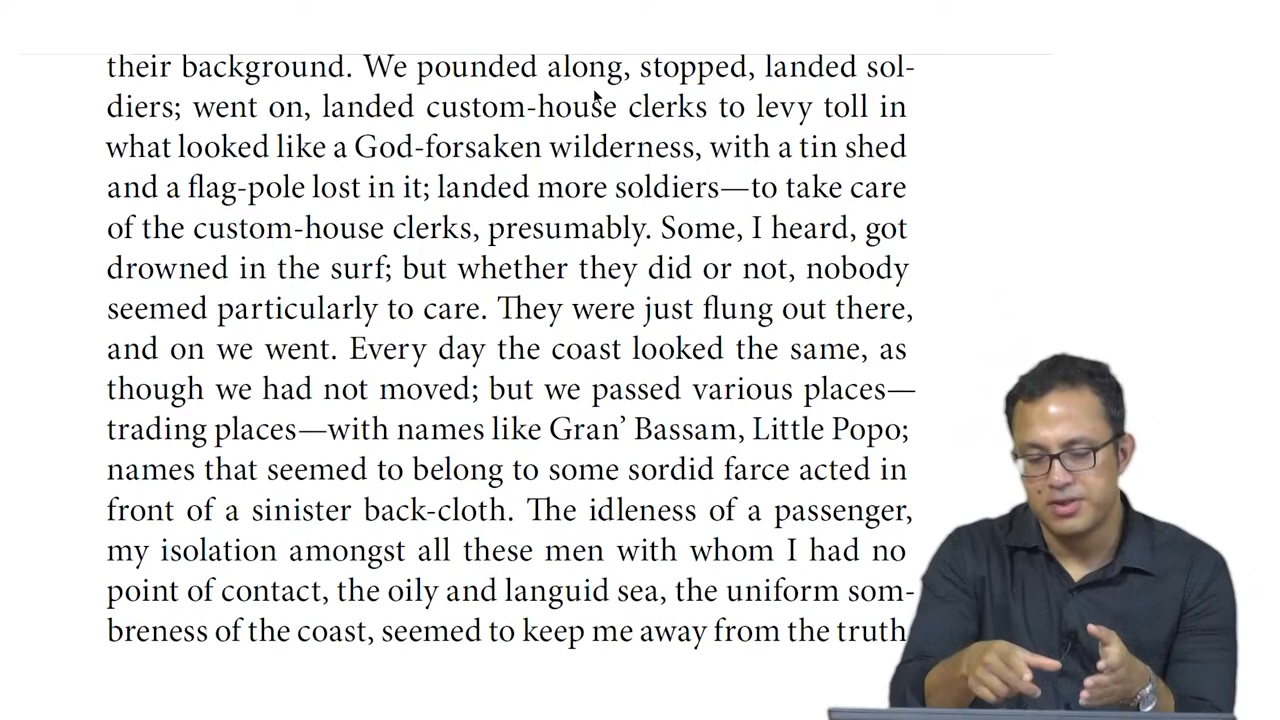 their background. We pounded along, stopped, landed sol-
diers; went on, landed custom-house clerks to levy toll in
what looked like a God-forsaken wilderness, with a tin shed
and a flag-pole lost in it; landed more soldiers—to take care
of the custom-house clerks, presumably. Some, I heard, got
drowned in the surf; but whether they did or not, nobody
seemed particularly to care. They were just flung out there,
and on we went. Every day the coast looked the same, as
though we had not moved; but we passed various places—
trading places—with names like Gran’ Bassam, Little Popo;
names that seemed to belong to some sordid farce acted in
front of a sinister back-cloth. The idleness of a passenger,
my isolation amongst all these men with whom I had no
point of contact, the oily and languid sea, the uniform som-
breness of the coast, seemed to keep me away from the truth